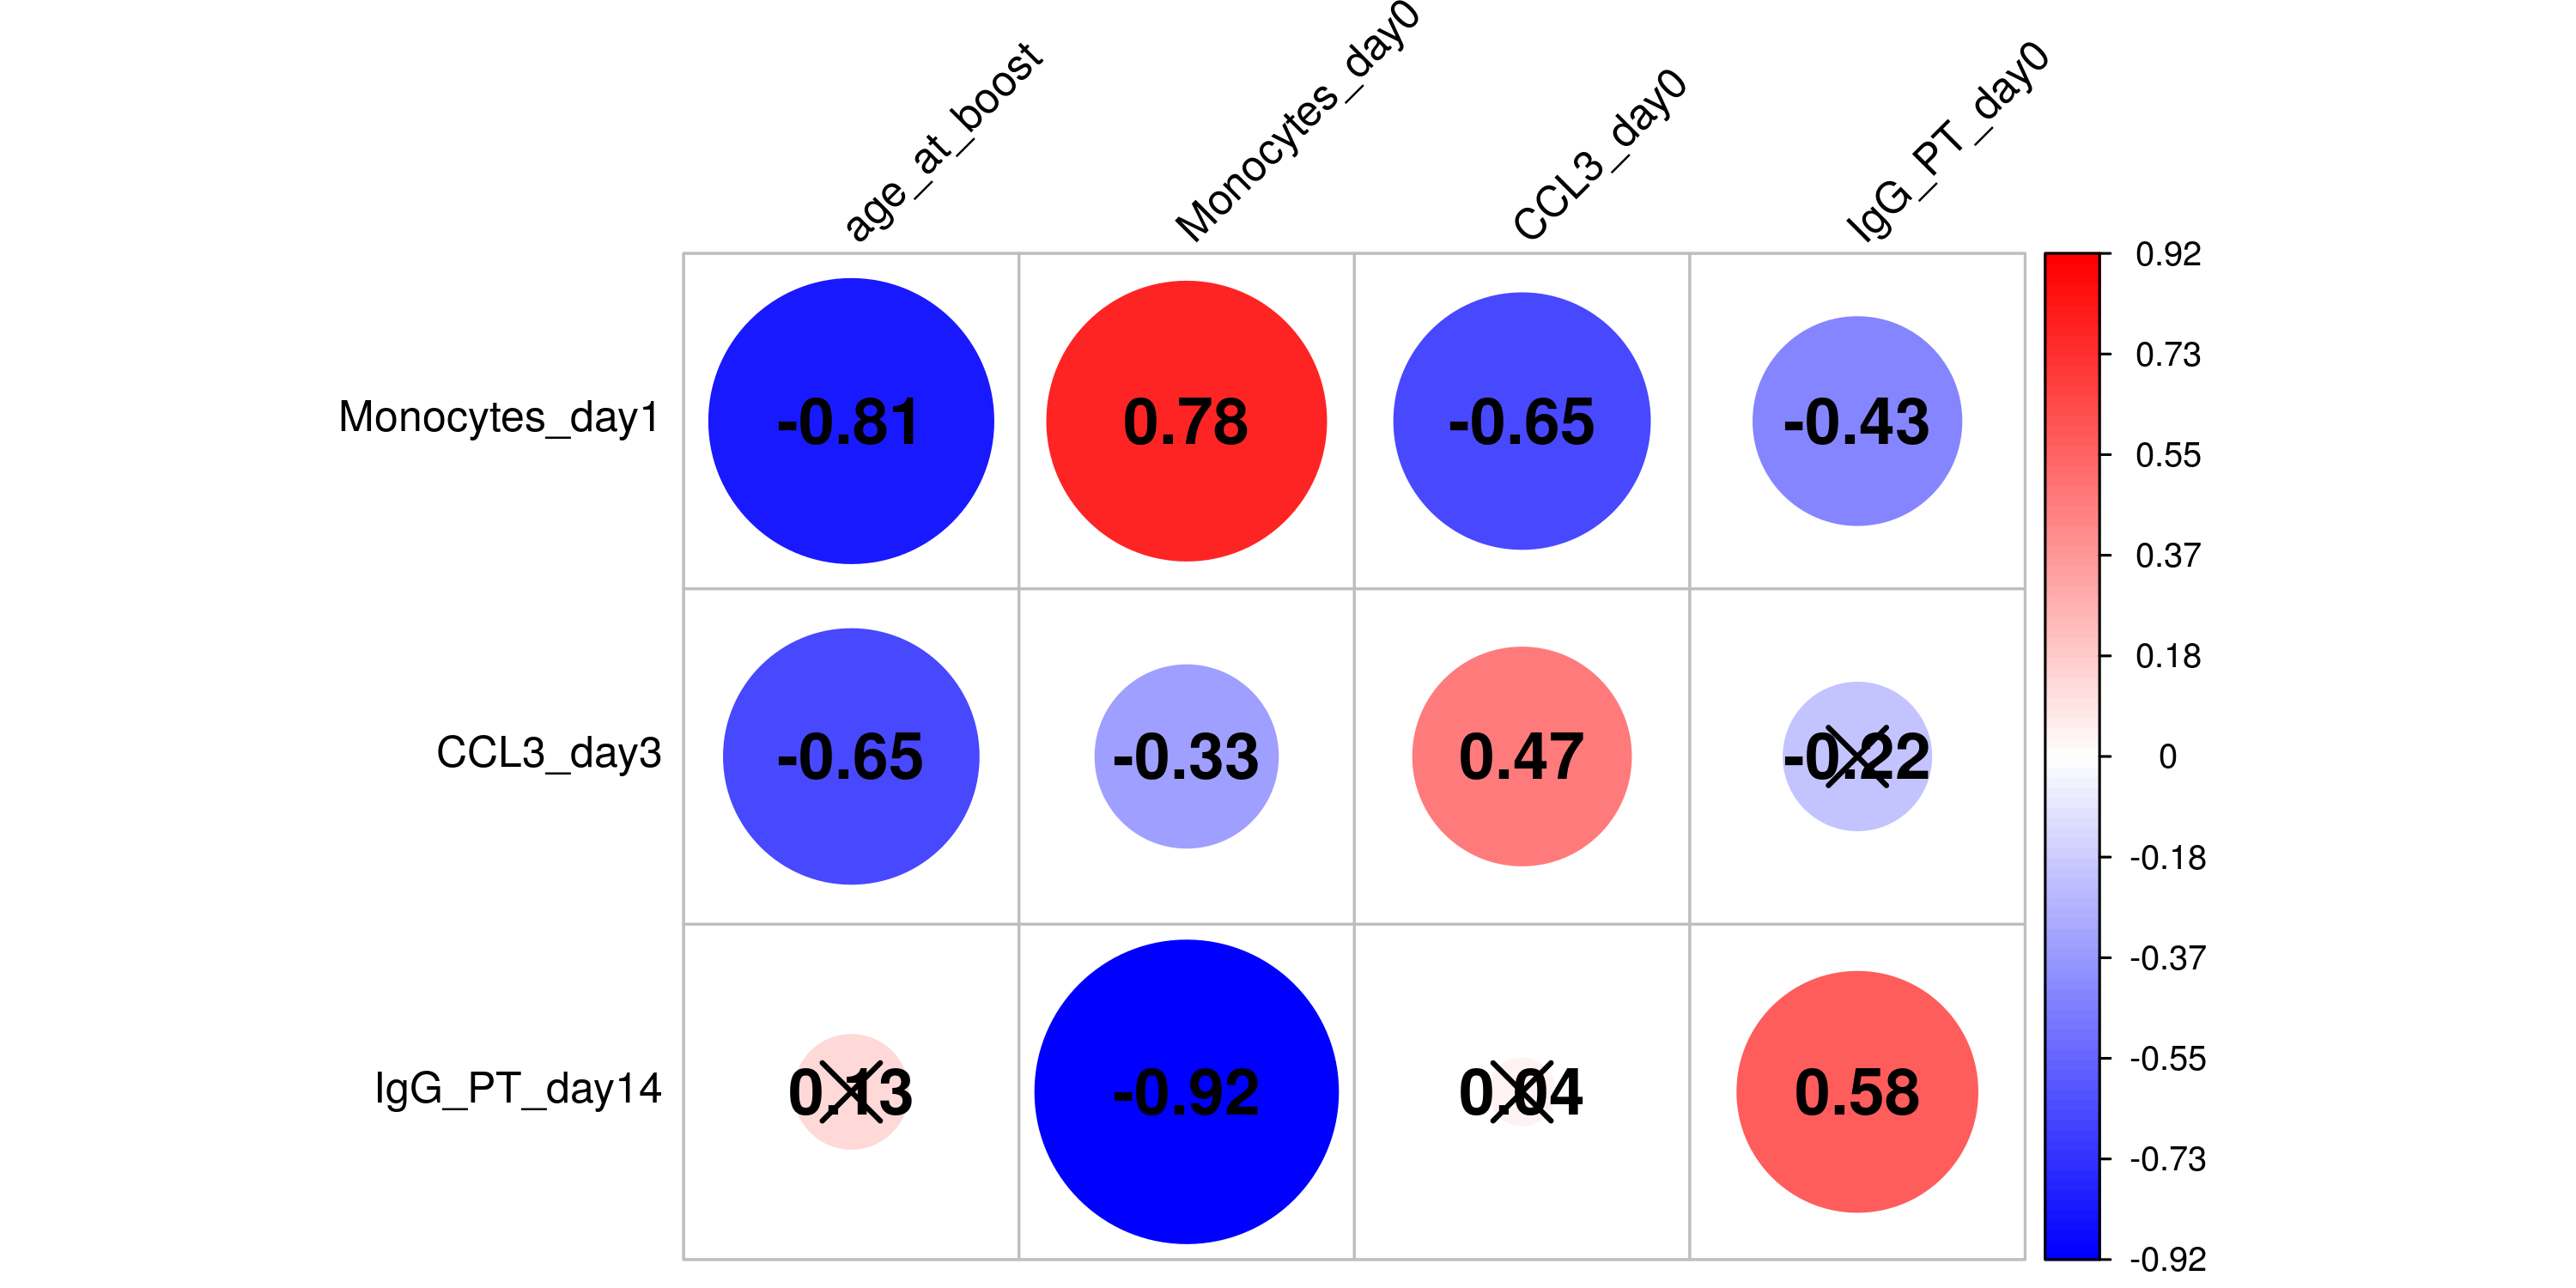 age_at_boost Monocytes_day0 CCL3_day0 IgG_PT_day0
Monocytes_day1 -0.81 0.78 -0.65 -0.43
CCL3_day3 -0.65 -0.33 0.47 -0.22
IgG_PT_day14 0.13 -0.92 0.04 0.58
0.92
0.73
0.55
0.37
0.18
0
-0.18
-0.37
-0.55
-0.73
-0.92